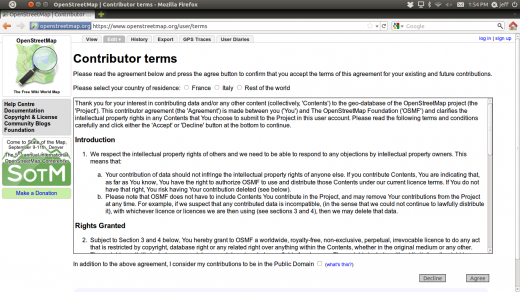 OpenStreetMap | Contributor terms - Mozilla Firefox
1:54 PM jeff
OpenStreetMap | Contributor terms
openstreetmap.org https://www.openstreetmap.org/user/terms
Google
OpenStreetMap
The Free Wiki World Map
View Edit History Export GPS Traces User Diaries
log in | sign up
Contributor terms
Please read the agreement below and press the agree button to confirm that you accept the terms of this agreement for your existing and future contributions.
Please select your country of residence: France Italy Rest of the world
Thank you for your interest in contributing data and/or any other content (collectively, 'Contents') to the geo-database of the OpenStreetMap project (the
'Project'). This contributor agreement (the 'Agreement') is made between you ('You') and The OpenStreetMap Foundation ('OSMF') and clarifies the
intellectual property rights in any Contents that You choose to submit to the Project in this user account. Please read the following terms and conditions
carefully and click either the 'Accept' or 'Decline' button at the bottom to continue.
Introduction
1. We respect the intellectual property rights of others and we need to be able to respond to any objections by intellectual property owners. This
means that:
a. Your contribution of data should not infringe the intellectual property rights of anyone else. If you contribute Contents, You are indicating that,
as far as You know, You have the right to authorize OSMF to use and distribute those Contents under our current licence terms. If You do not
have that right, You risk having Your contribution deleted (see below).
b. Please note that OSMF does not have to include Contents You contribute in the Project, and may remove Your contributions from the Project
at any time. For example, if we suspect that any contributed data is incompatible, (in the sense that we could not continue to lawfully distribute
it), with whichever licence or licences we are then using (see sections 3 and 4), then we may delete that data.
Rights Granted
2. Subject to Section 3 and 4 below, You hereby grant to OSMF a worldwide, royalty-free, non-exclusive, perpetual, irrevocable licence to do any act
that is restricted by copyright, database right or any related right over anything within the Contents, whether in the original medium or any other.
In addition to the above agreement, I consider my contributions to be in the Public Domain (what's this?)
Decline Agree
Help Centre
Documentation
Copyright & License
Community Blogs
Foundation
Come to State of the Map,
September 9-11th, Denver
SOTM
Make a Donation